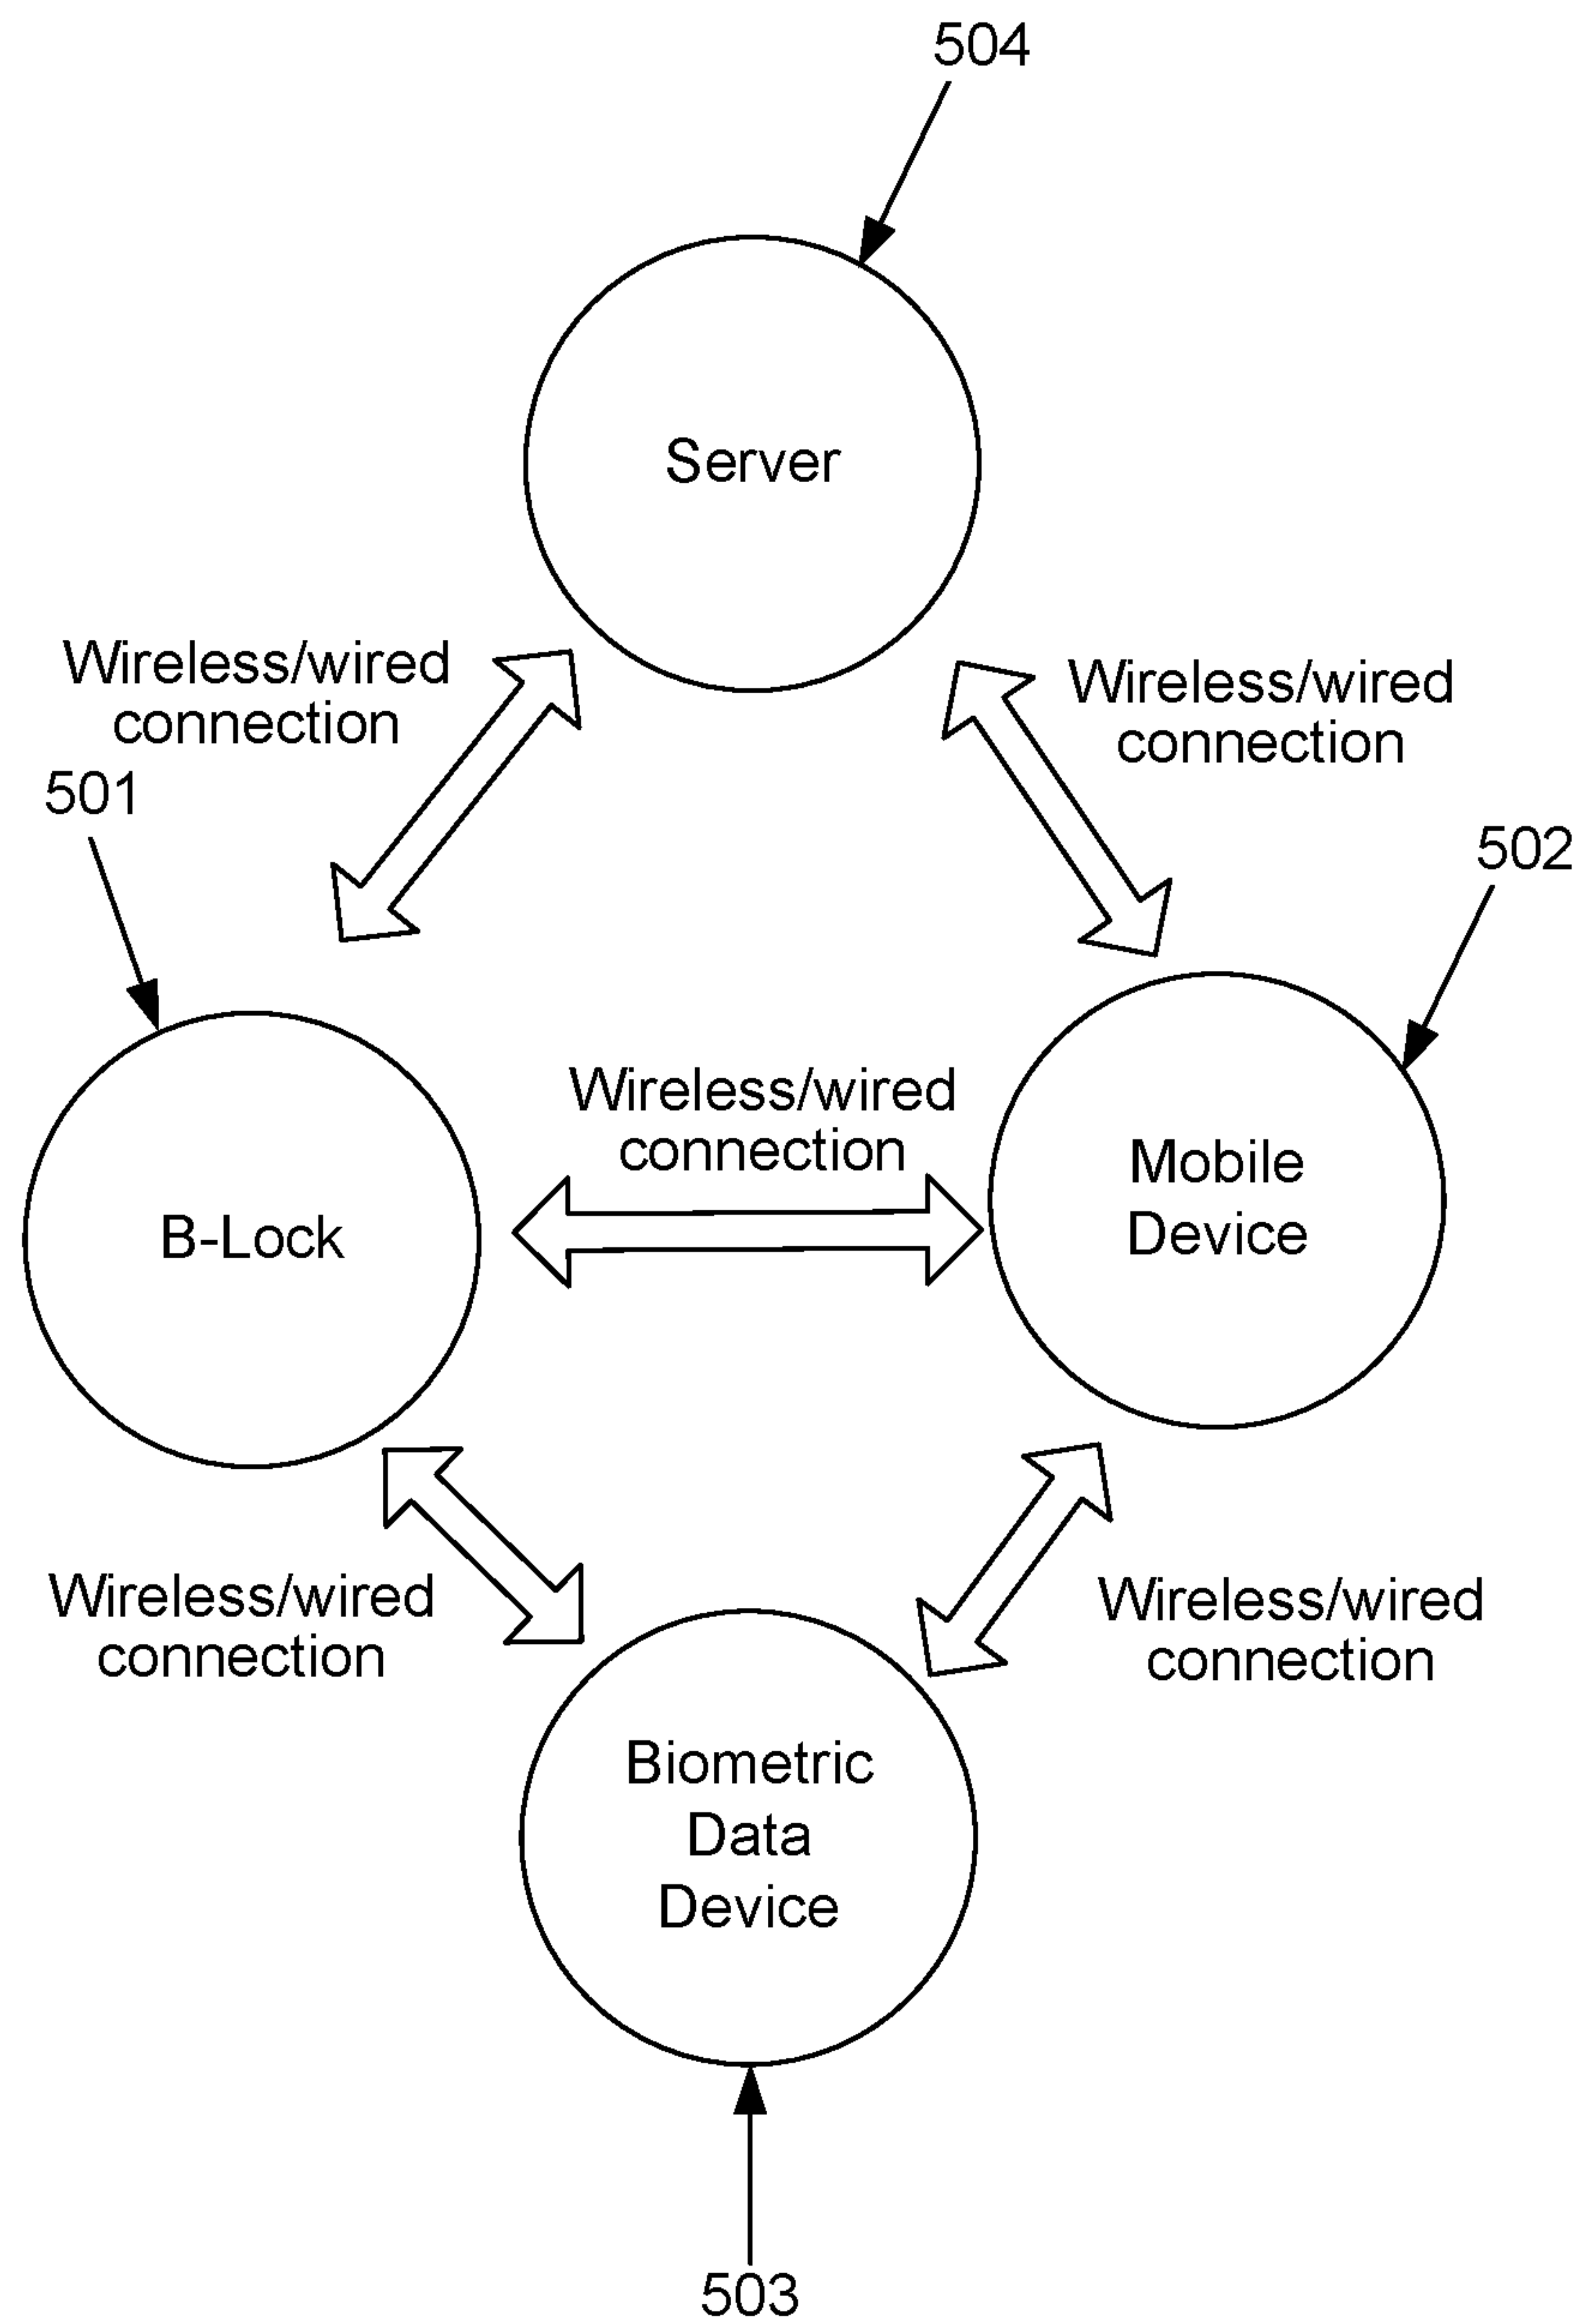 504
Server
Wireless/wired
connection
Wireless/wired
connection
501
502
Wireless/wired
connection
B-Lock
Mobile
Device
Wireless/wired
connection
Wireless/wired
connection
Biometric
Data
Device
503